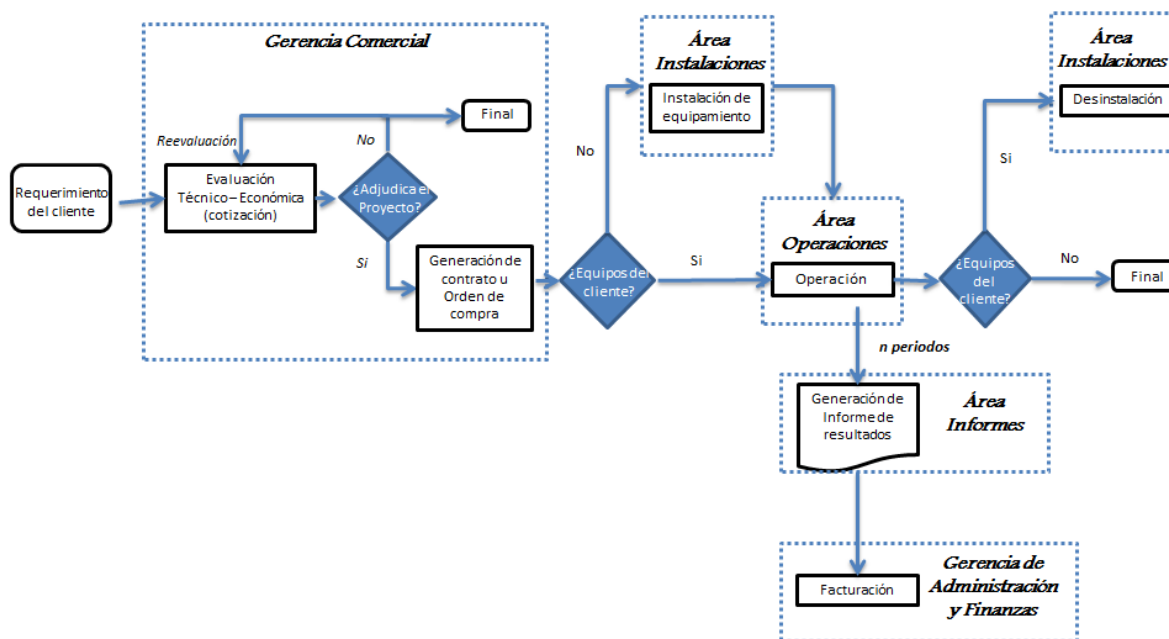 Gerencia Comercial
Final
Reevaluación
No
Requerimiento
del cliente
Evaluación
Técnico – Económica
(cotización)
¿Adjudica el
Proyecto?
Si
Generación de
contrato u
Orden de
compra
¿Equipos del
cliente?
No
Si
Área
Instalaciones
Instalación de
equipamiento
Área
Operaciones
Operación
n periodos
Generación de
Informe de
resultados
Área
Informes
Facturación
Gerencia de
Administración
y Finanzas
¿Equipos
del
cliente?
Si
No
Área
Instalaciones
Desinstalación
Final